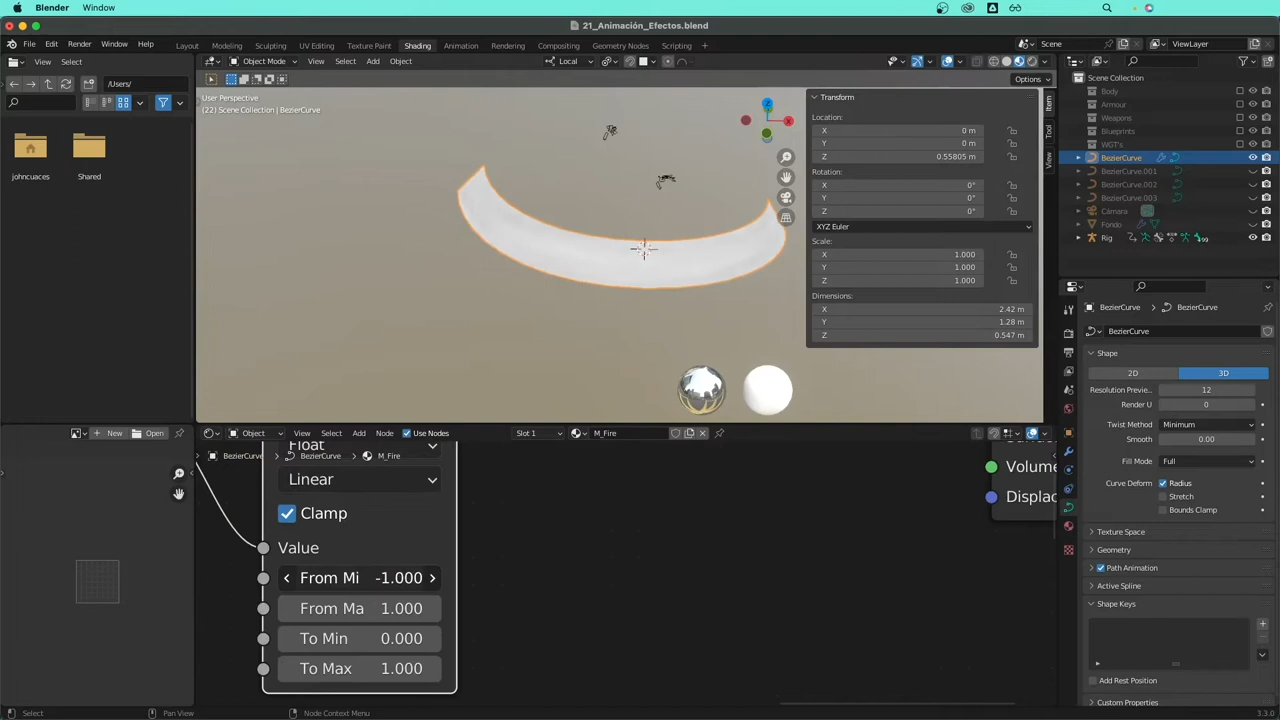 Blender Window
21_Animación_Efectos.blend
File Edit Render Window Help Layout Modeling Sculpting UV Editing Texture Paint Shading Animation Rendering Compositing Geometry Nodes Scripting Scene ViewLayer
View Select
Object Mode View Select Add Object Local
Options
/Users/
johncuaces Shared
User Perspective
(22) Scene Collection | BezierCurve
Z
X
Item
Tool
View
Transform
Location:
X 0 m
Y 0 m
Z 0.55805 m
Rotation:
X 0°
Y 0°
Z 0°
XYZ Euler
Scale:
X 1.000
Y 1.000
Z 1.000
Dimensions:
X 2.42 m
Y 1.28 m
Z 0.547 m
Scene Collection
Body
Armour
Weapons
Blueprints
WGT's
BezierCurve
BezierCurve.001
BezierCurve.002
BezierCurve.003
Cámara
Fondo
Rig
BezierCurve BezierCurve
BezierCurve
Shape
2D 3D
Resolution Previe... 12
Render U 0
Twist Method Minimum
Smooth 0.00
Fill Mode Full
Curve Deform Radius
Stretch
Bounds Clamp
Texture Space
Geometry
Path Animation
Active Spline
Shape Keys
Add Rest Position
Custom Properties
New Open
Object View Select Add Node Use Nodes Slot 1 M_Fire
BezierCurve BezierCurve M_Fire
Float
Linear
Clamp
Value
From Mi -1.000
From Ma 1.000
To Min 0.000
To Max 1.000
Volume
Displac
Select Pan View Node Context Menu 3.3.0